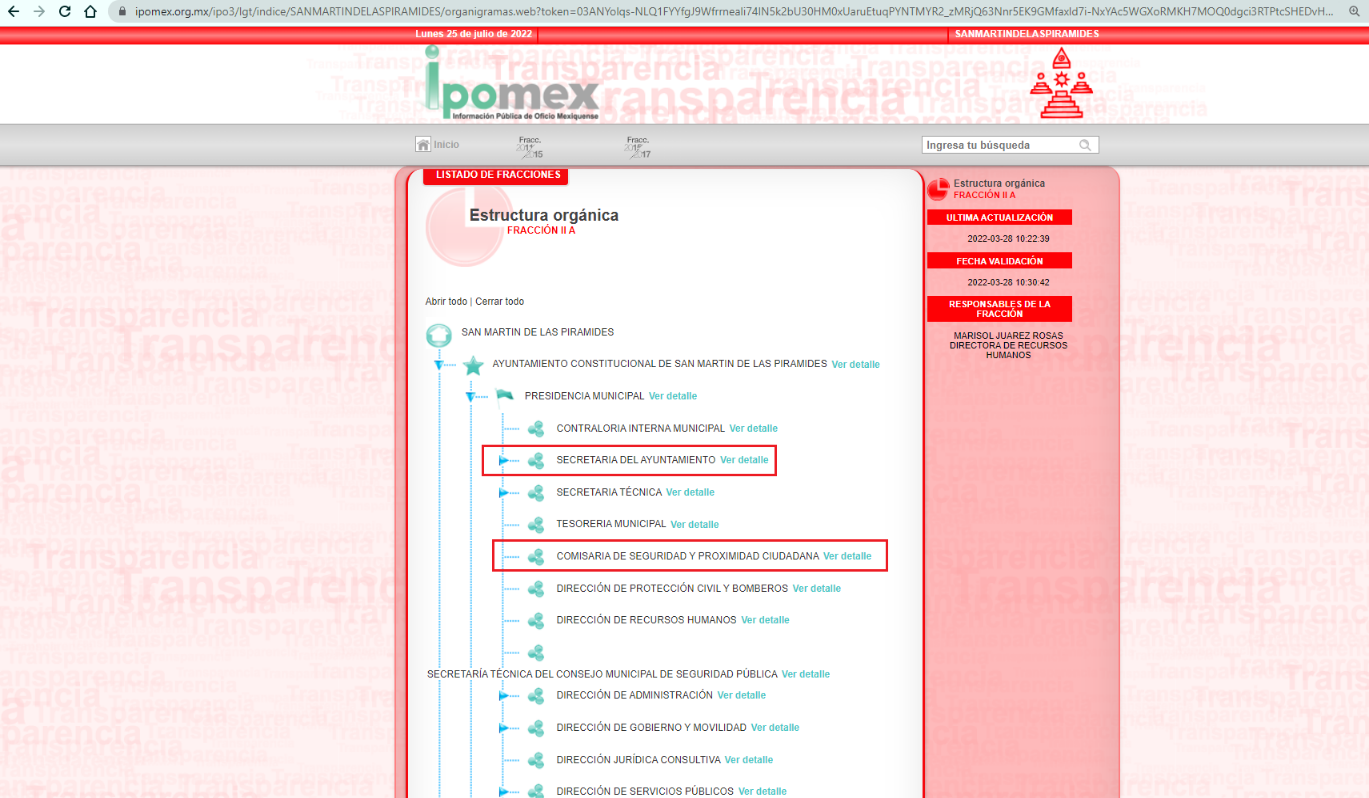 ipomex.org.mx/ipo3/lgt/indice/SANMARTINDELASPIRAMIDES/organigramas.web?token=
Lunes 25 de julio de 2022
SANMARTINDELASPIRAMIDES
Transparencia
ipomex
Información Pública de Oficio Mexiquense
Inicio
Fracc.
2015
Fracc.
2017
Ingresa tu búsqueda
LISTADO DE FRACCIONES
Estructura orgánica
FRACCIÓN II A
Abrir todo | Cerrar todo
SAN MARTIN DE LAS PIRAMIDES
AYUNTAMIENTO CONSTITUCIONAL DE SAN MARTIN DE LAS PIRAMIDES Ver detalle
PRESIDENCIA MUNICIPAL Ver detalle
CONTRALORIA INTERNA MUNICIPAL Ver detalle
SECRETARIA DEL AYUNTAMIENTO Ver detalle
SECRETARIA TÉCNICA Ver detalle
TESORERIA MUNICIPAL Ver detalle
COMISARIA DE SEGURIDAD Y PROXIMIDAD CIUDADANA Ver detalle
DIRECCIÓN DE PROTECCIÓN CIVIL Y BOMBEROS Ver detalle
DIRECCIÓN DE RECURSOS HUMANOS Ver detalle
SECRETARÍA TÉCNICA DEL CONSEJO MUNICIPAL DE SEGURIDAD PÚBLICA Ver detalle
DIRECCIÓN DE ADMINISTRACIÓN Ver detalle
DIRECCIÓN DE GOBIERNO Y MOVILIDAD Ver detalle
DIRECCIÓN JURÍDICA CONSULTIVA Ver detalle
DIRECCIÓN DE SERVICIOS PÚBLICOS Ver detalle
Estructura orgánica
FRACCIÓN II A
ULTIMA ACTUALIZACIÓN
2022-03-28 10:22:39
FECHA VALIDACIÓN
2022-03-28 10:30:42
RESPONSABLES DE LA
FRACCIÓN
MARISOL JUAREZ ROSAS
DIRECTORA DE RECURSOS
HUMANOS